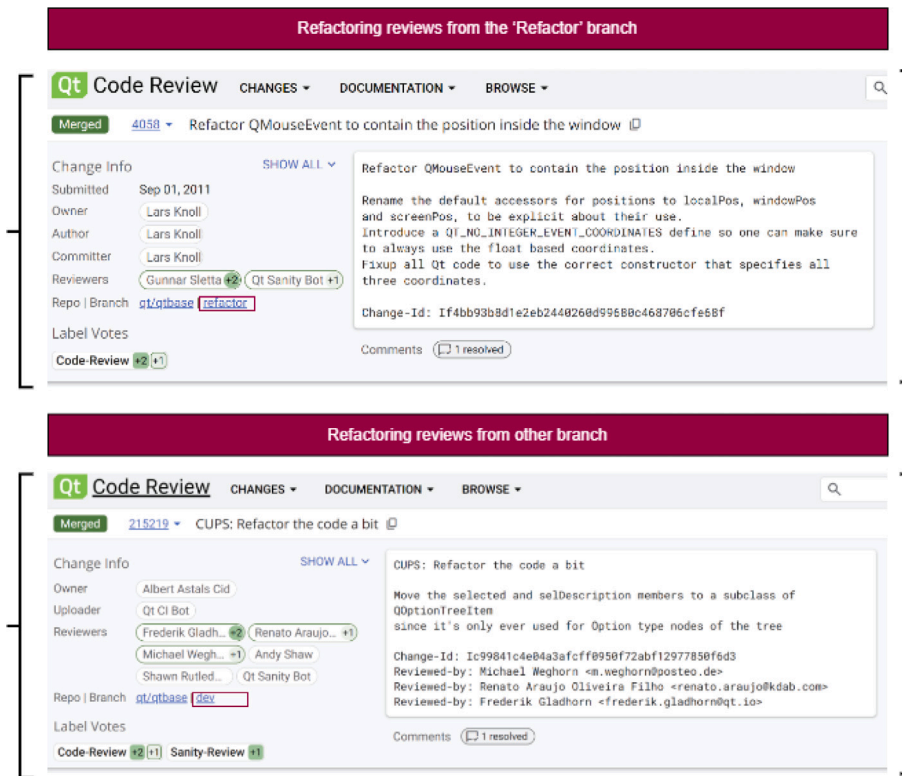 Refactoring reviews from the ‘Refactor’ branch
Qt Code Review CHANGES DOCUMENTATION BROWSE
Merged 4058 Refactor QMouseEvent to contain the position inside the window
Change Info SHOW ALL
Submitted Sep 01, 2011
Owner Lars Knoll
Author Lars Knoll
Committer Lars Knoll
Reviewers Gunnar Sletta +2 Qt Sanity Bot +1
Repo | Branch qt/qtbase | refactor
Label Votes
Code-Review +2 +1
Refactor QMouseEvent to contain the position inside the window
Rename the default accessors for positions to localPos, windowPos
and screenPos, to be explicit about their use.
Introduce a QT_NO_INTEGER_EVENT_COORDINATES define so one can make sure
to always use the float based coordinates.
Fixup all Qt code to use the correct constructor that specifies all
three coordinates.
Change-Id: If4bb93b8d1e2eb2440260d99680c468706cfe68f
Comments 1 resolved
Refactoring reviews from other branch
Qt Code Review CHANGES DOCUMENTATION BROWSE
Merged 215219 CUPS: Refactor the code a bit
Change Info SHOW ALL
Owner Albert Astals Cid
Uploader Qt CI Bot
Reviewers Frederik Gladh... +2 Renato Araujo... +1
Michael Wegh... +1 Andy Shaw
Shawn Rutled... Qt Sanity Bot
Repo | Branch qt/qtbase | dev
Label Votes
Code-Review +2 +1 Sanity-Review +1
CUPS: Refactor the code a bit
Move the selected and selDescription members to a subclass of
QOptionTreeItem
since it's only ever used for Option type nodes of the tree
Change-Id: Ic99841c4e04a3afcff0950f72abf12977850f6d3
Reviewed-by: Michael Weghorn <m.weghorn@posteo.de>
Reviewed-by: Renato Araujo Oliveira Filho <renato.araujo@kdab.com>
Reviewed-by: Frederik Gladhorn <frederik.gladhorn@qt.io>
Comments 1 resolved